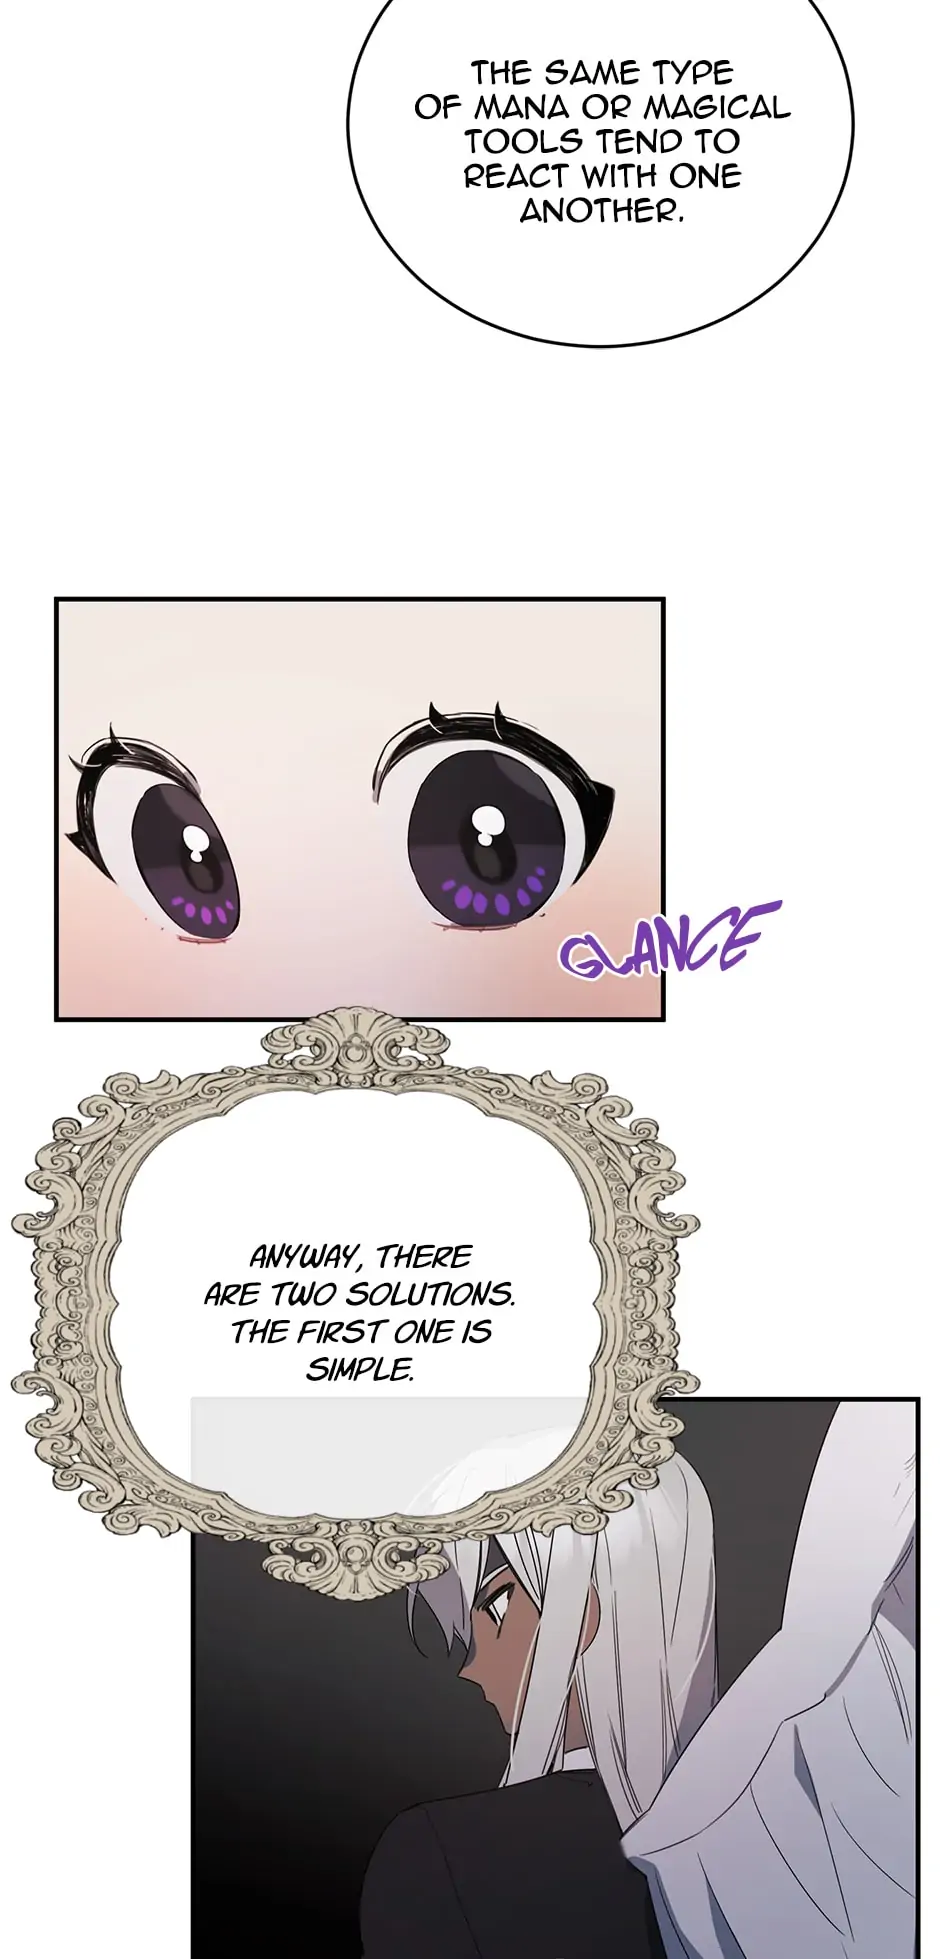 THE SAME TYPE
OF MANA OR MAGICAL
TOOLS TEND TO
REACT WITH ONE
ANOTHER.
GLANCE
ANYWAY, THERE
ARE TWO SOLUTIONS.
THE FIRST ONE IS
SIMPLE.